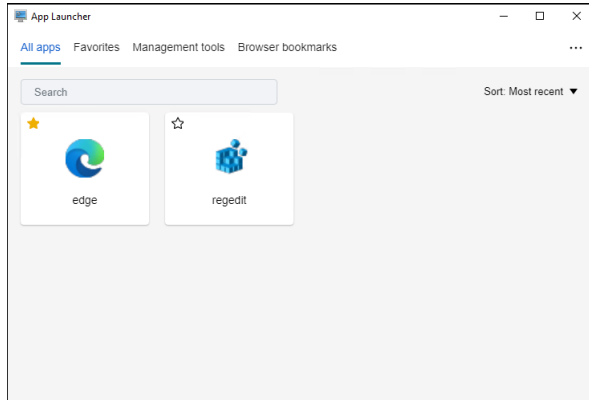 App Launcher
All apps Favorites Management tools Browser bookmarks
Search
Sort: Most recent
edge
regedit